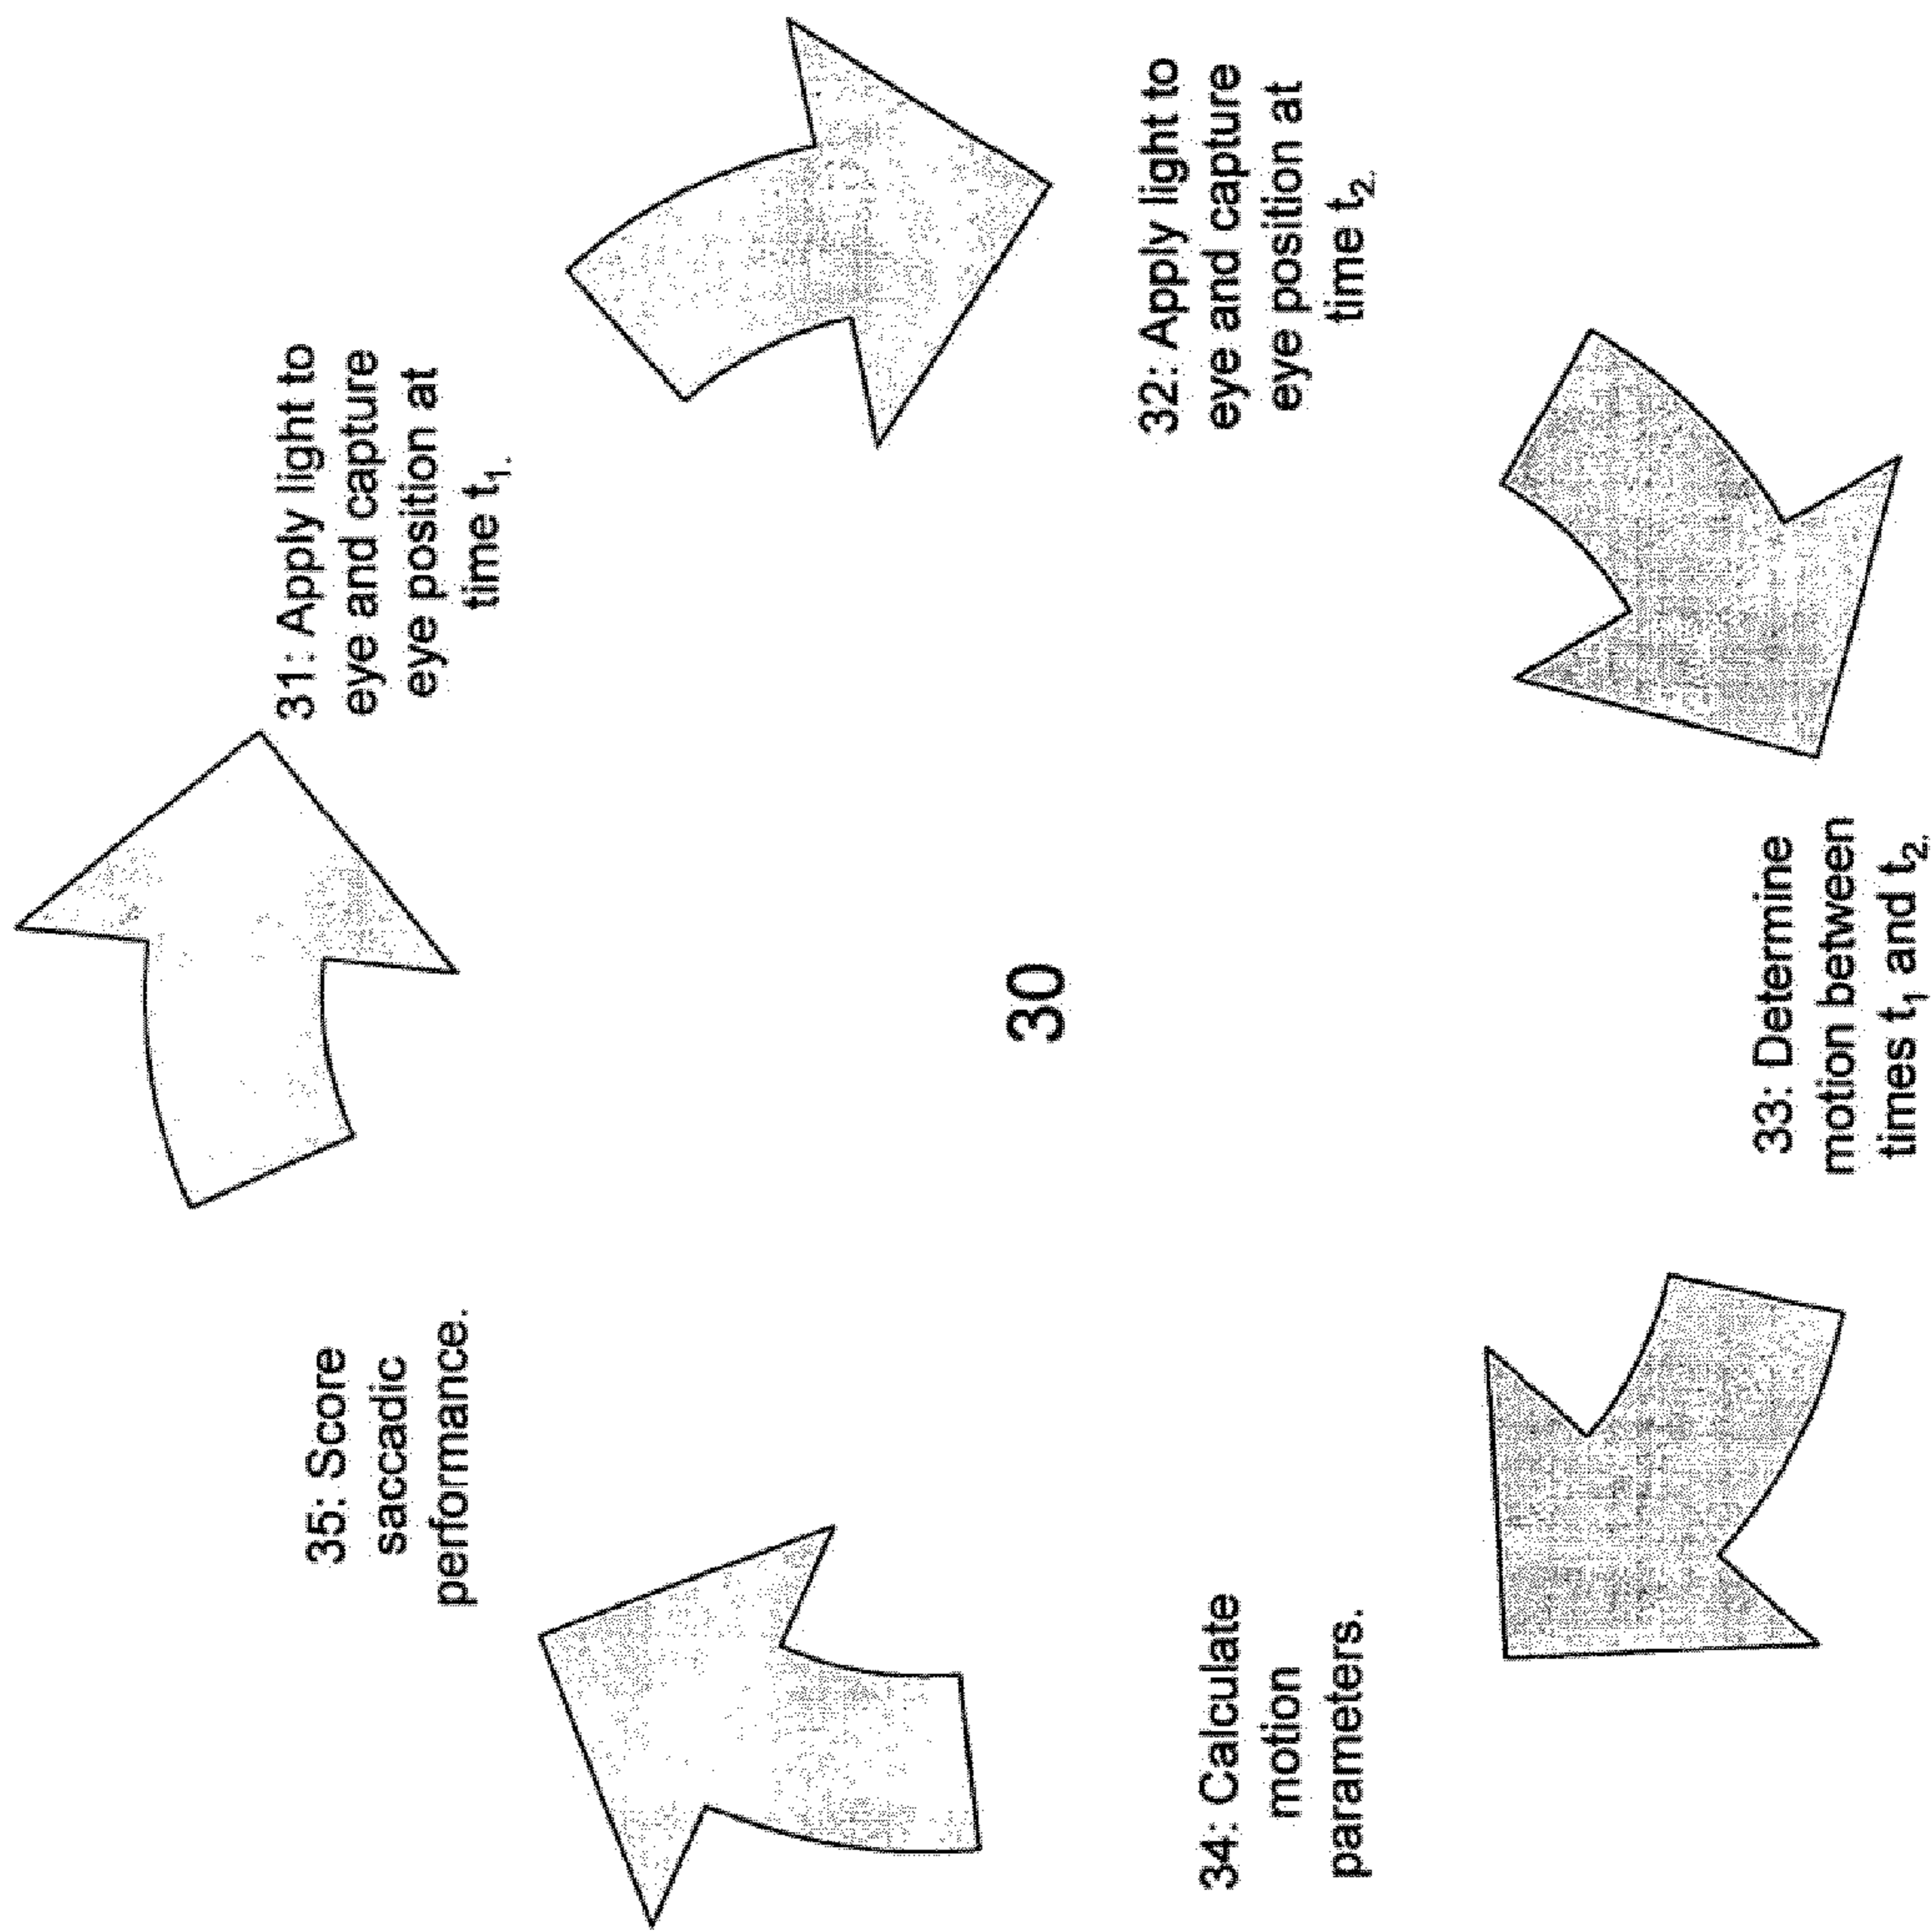 31: Apply light to
eye and capture
eye position at
time t₁.
32: Apply light to
eye and capture
eye position at
time t₂.
33: Determine
motion between
times t₁ and t₂.
34: Calculate
motion
parameters.
35: Score
saccadic
performance.
30